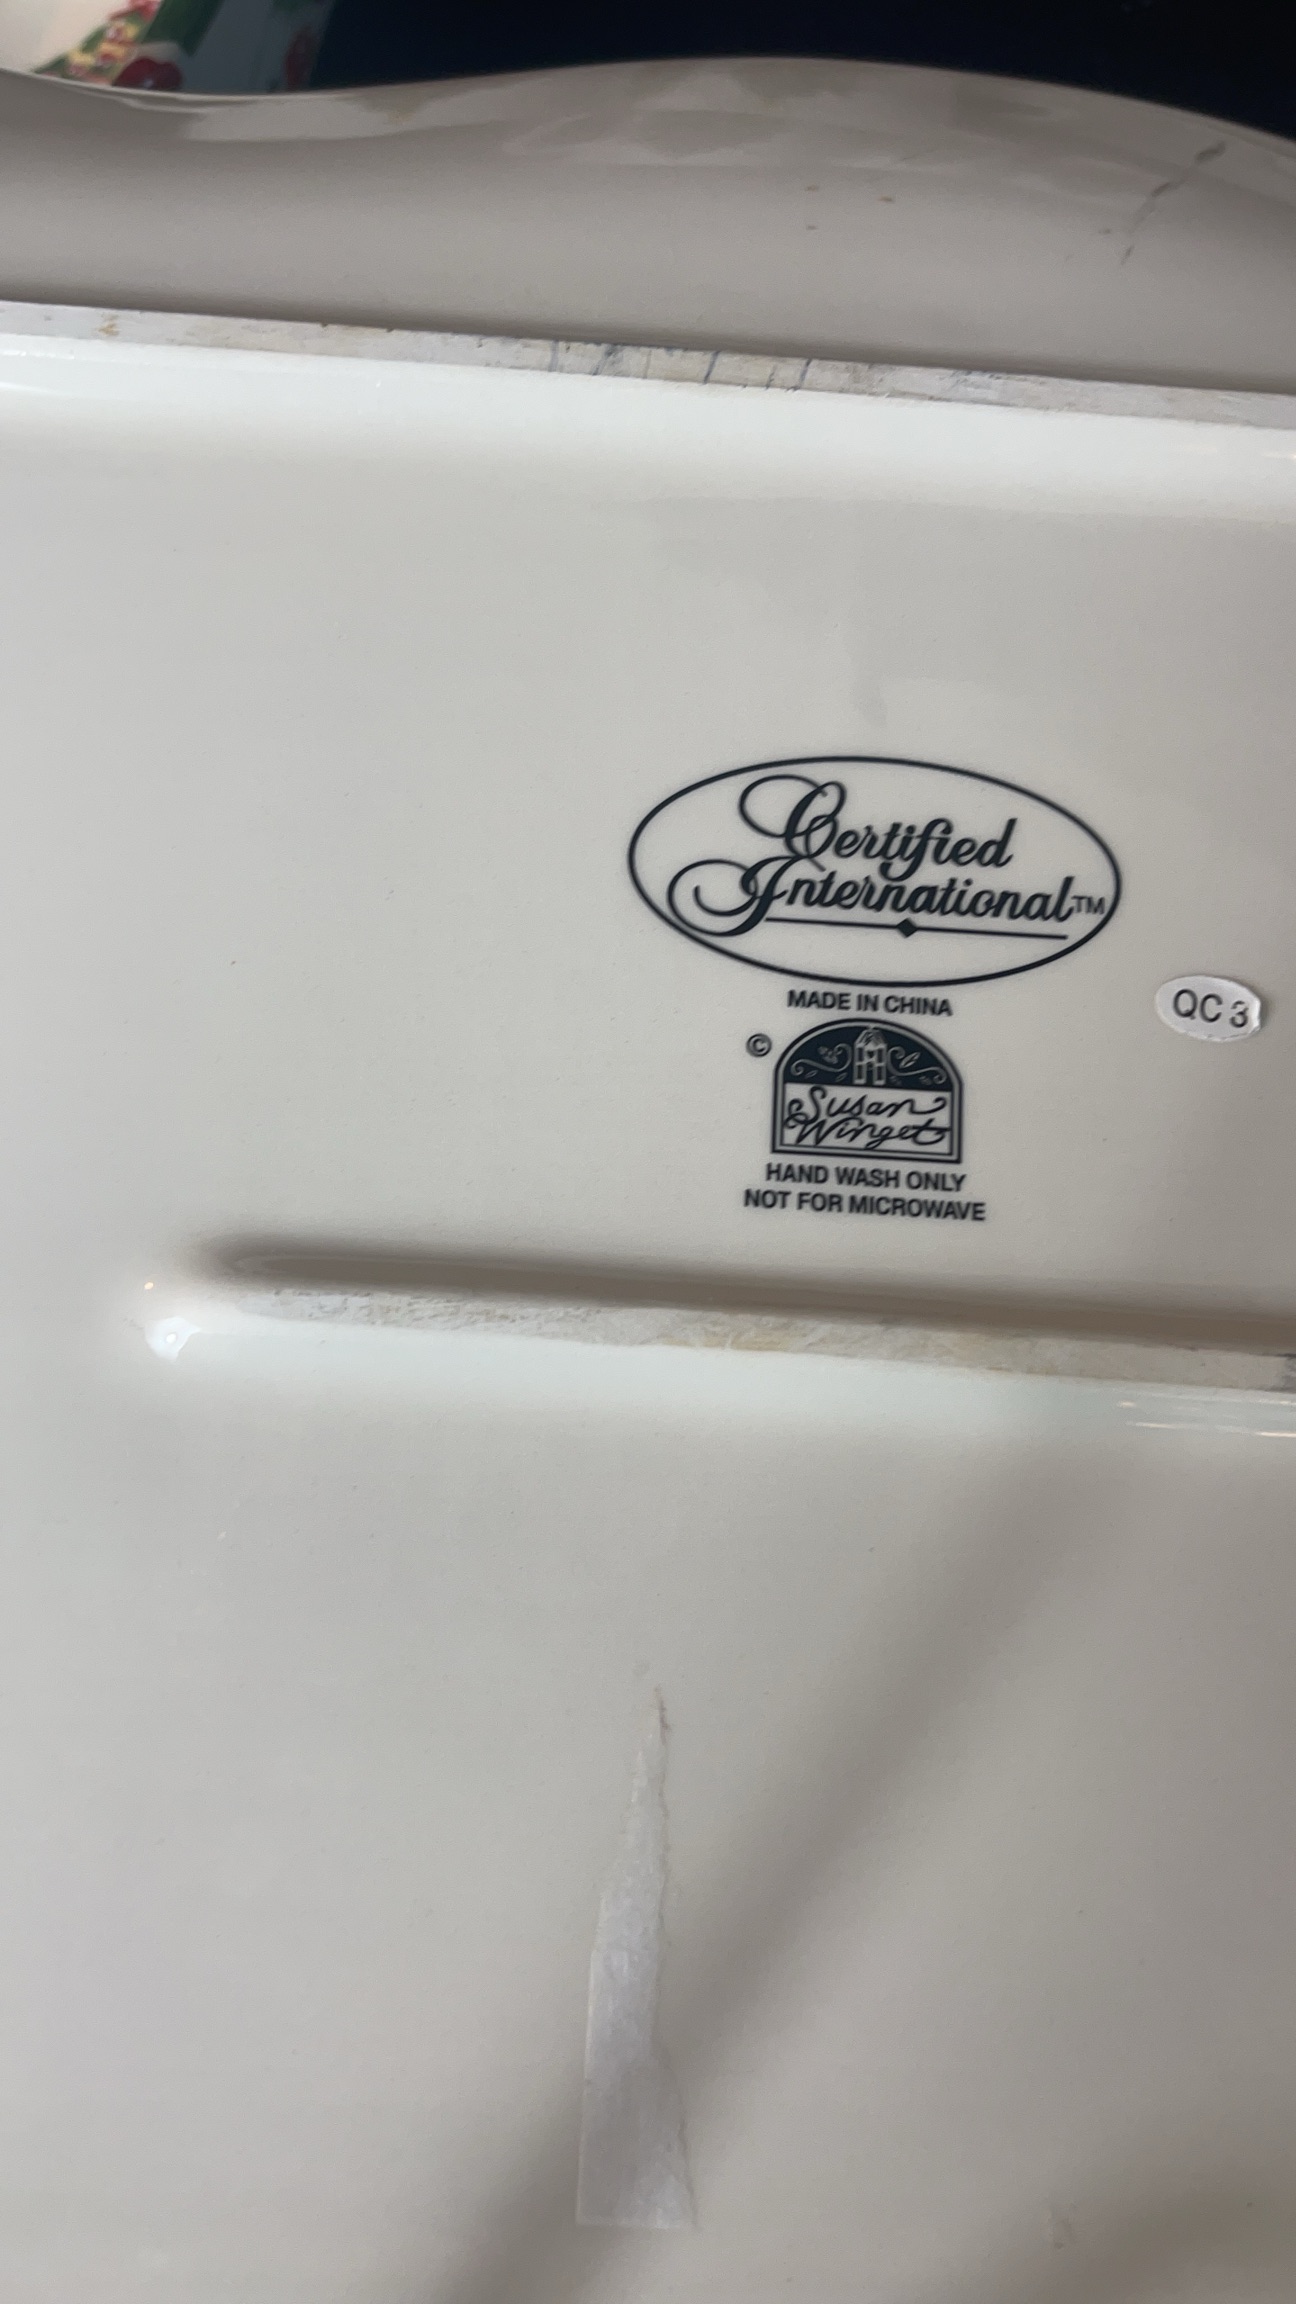 Certified
International™
MADE IN CHINA
QC 3
©
Susan
Winget
HAND WASH ONLY
NOT FOR MICROWAVE